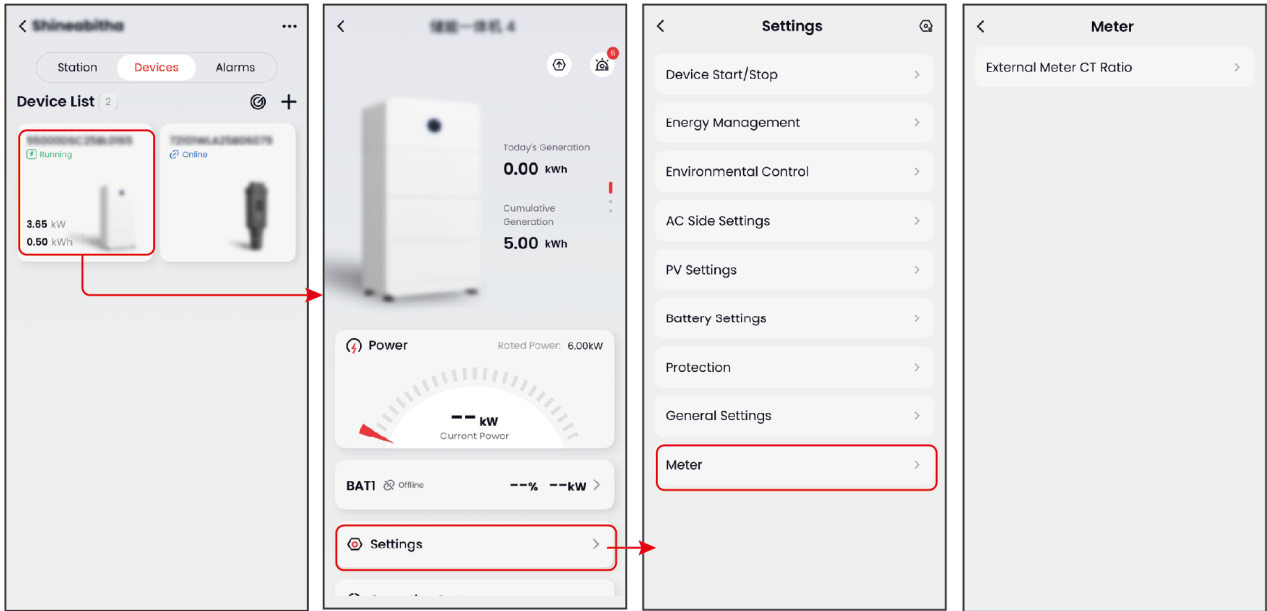 Station
Devices
Alarms
Device List 2
Running
Online
3.65 kW
0.50 kWh
6
Today's Generation
0.00 kWh
Cumulative
Generation
5.00 kWh
Power
Rated Power: 6.00kW
-- kW
Current Power
BAT1 Offline --% --kW
Settings
Settings
Device Start/Stop
Energy Management
Environmental Control
AC Side Settings
PV Settings
Battery Settings
Protection
General Settings
Meter
Meter
External Meter CT Ratio